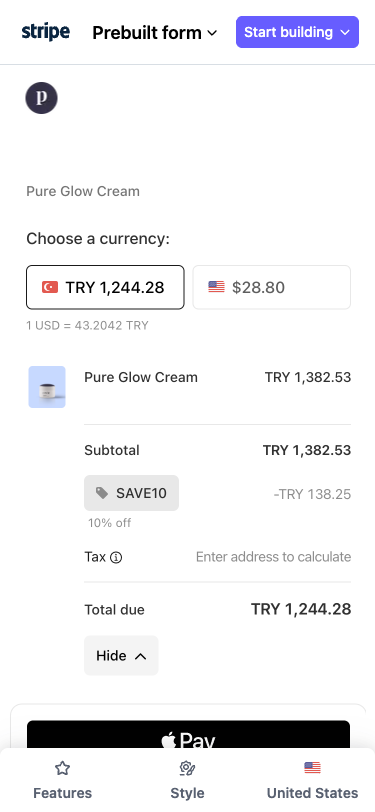 stripe Prebuilt form Start building
p
Pure Glow Cream
Choose a currency:
TRY 1,244.28 $28.80
1 USD = 43.2042 TRY
Pure Glow Cream TRY 1,382.53
Subtotal TRY 1,382.53
SAVE10 -TRY 138.25
10% off
Tax Enter address to calculate
Total due TRY 1,244.28
Hide
Pay
Features Style United States